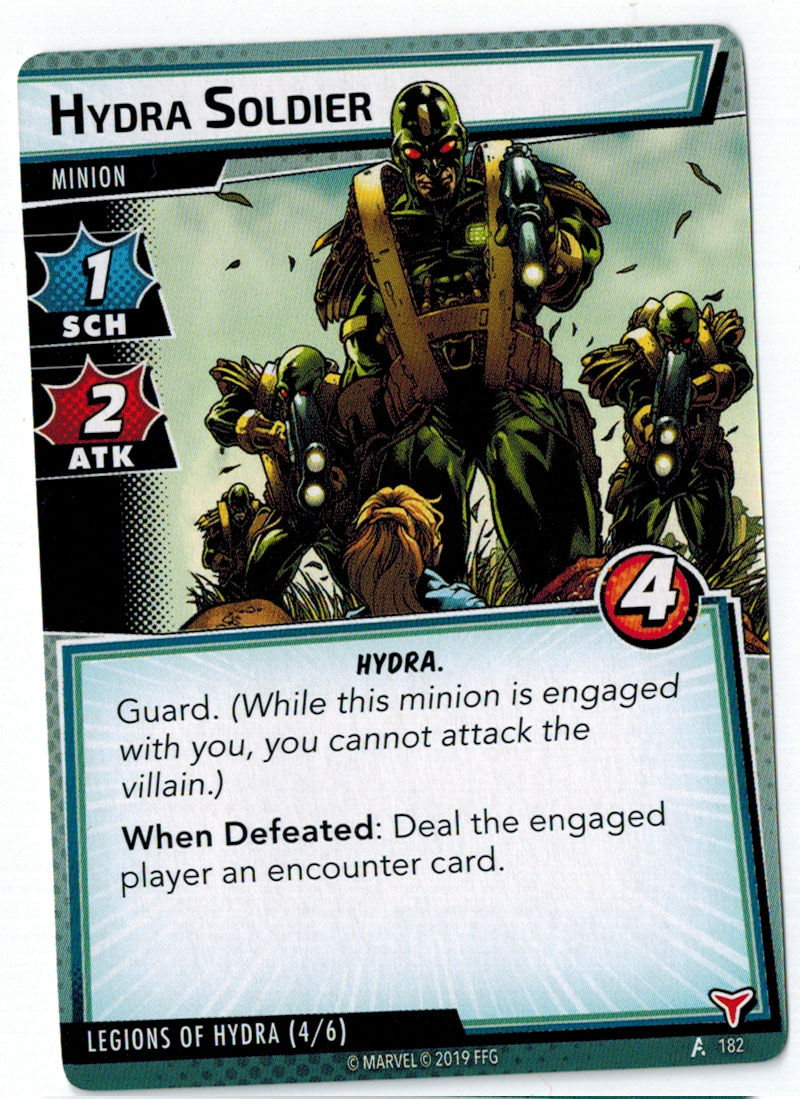 HYDRA SOLDIER
MINION
1
SCH
2
ATK
4
HYDRA.
Guard. (While this minion is engaged
with you, you cannot attack the
villain.)
When Defeated: Deal the engaged
player an encounter card.
LEGIONS OF HYDRA (4/6)
© MARVEL © 2019 FFG
182